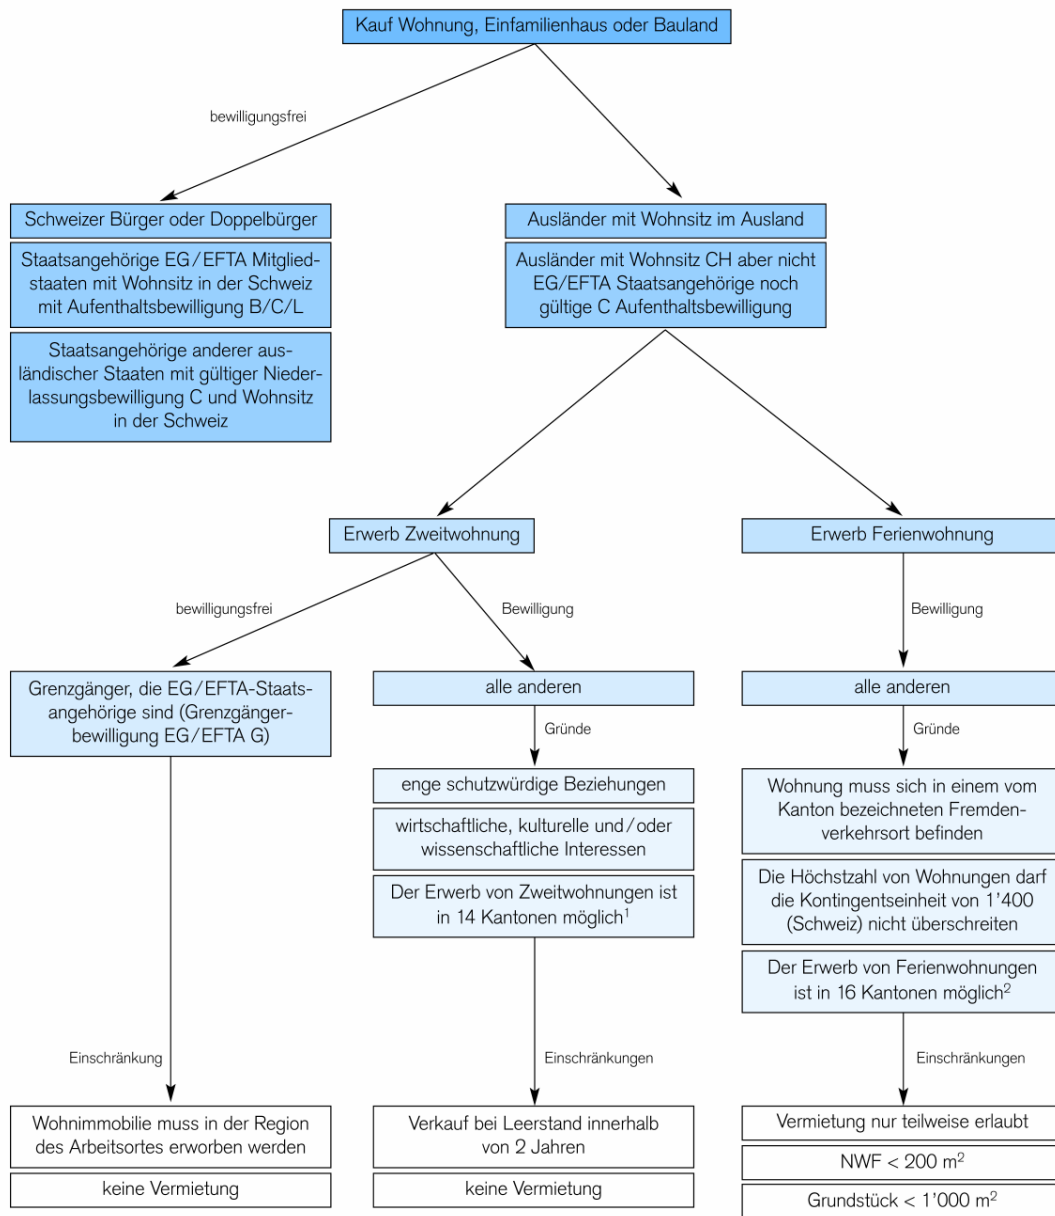 Kauf Wohnung, Einfamilienhaus oder Bauland
bewilligungsfrei
Schweizer Bürger oder Doppelbürger
Staatsangehörige EG/EFTA Mitglied-
staaten mit Wohnsitz in der Schweiz
mit Aufenthaltsbewilligung B/C/L
Staatsangehörige anderer aus-
ländischer Staaten mit gültiger Nieder-
lassungsbewilligung C und Wohnsitz
in der Schweiz
Ausländer mit Wohnsitz im Ausland
Ausländer mit Wohnsitz CH aber nicht
EG/EFTA Staatsangehörige noch
gültige C Aufenthaltsbewilligung
Erwerb Zweitwohnung
Erwerb Ferienwohnung
bewilligungsfrei
Bewilligung
Bewilligung
Grenzgänger, die EG/EFTA-Staats-
angehörige sind (Grenzgänger-
bewilligung EG/EFTA G)
alle anderen
alle anderen
Gründe
Gründe
enge schutzwürdige Beziehungen
wirtschaftliche, kulturelle und/oder
wissenschaftliche Interessen
Der Erwerb von Zweitwohnungen ist
in 14 Kantonen möglich¹
Wohnung muss sich in einem vom
Kanton bezeichneten Fremden-
verkehrsort befinden
Die Höchstzahl von Wohnungen darf
die Kontingentseinheit von 1’400
(Schweiz) nicht überschreiten
Der Erwerb von Ferienwohnungen
ist in 16 Kantonen möglich²
Einschränkung
Einschränkungen
Einschränkungen
Wohnimmobilie muss in der Region
des Arbeitsortes erworben werden
keine Vermietung
Verkauf bei Leerstand innerhalb
von 2 Jahren
keine Vermietung
Vermietung nur teilweise erlaubt
NWF < 200 m²
Grundstück < 1’000 m²